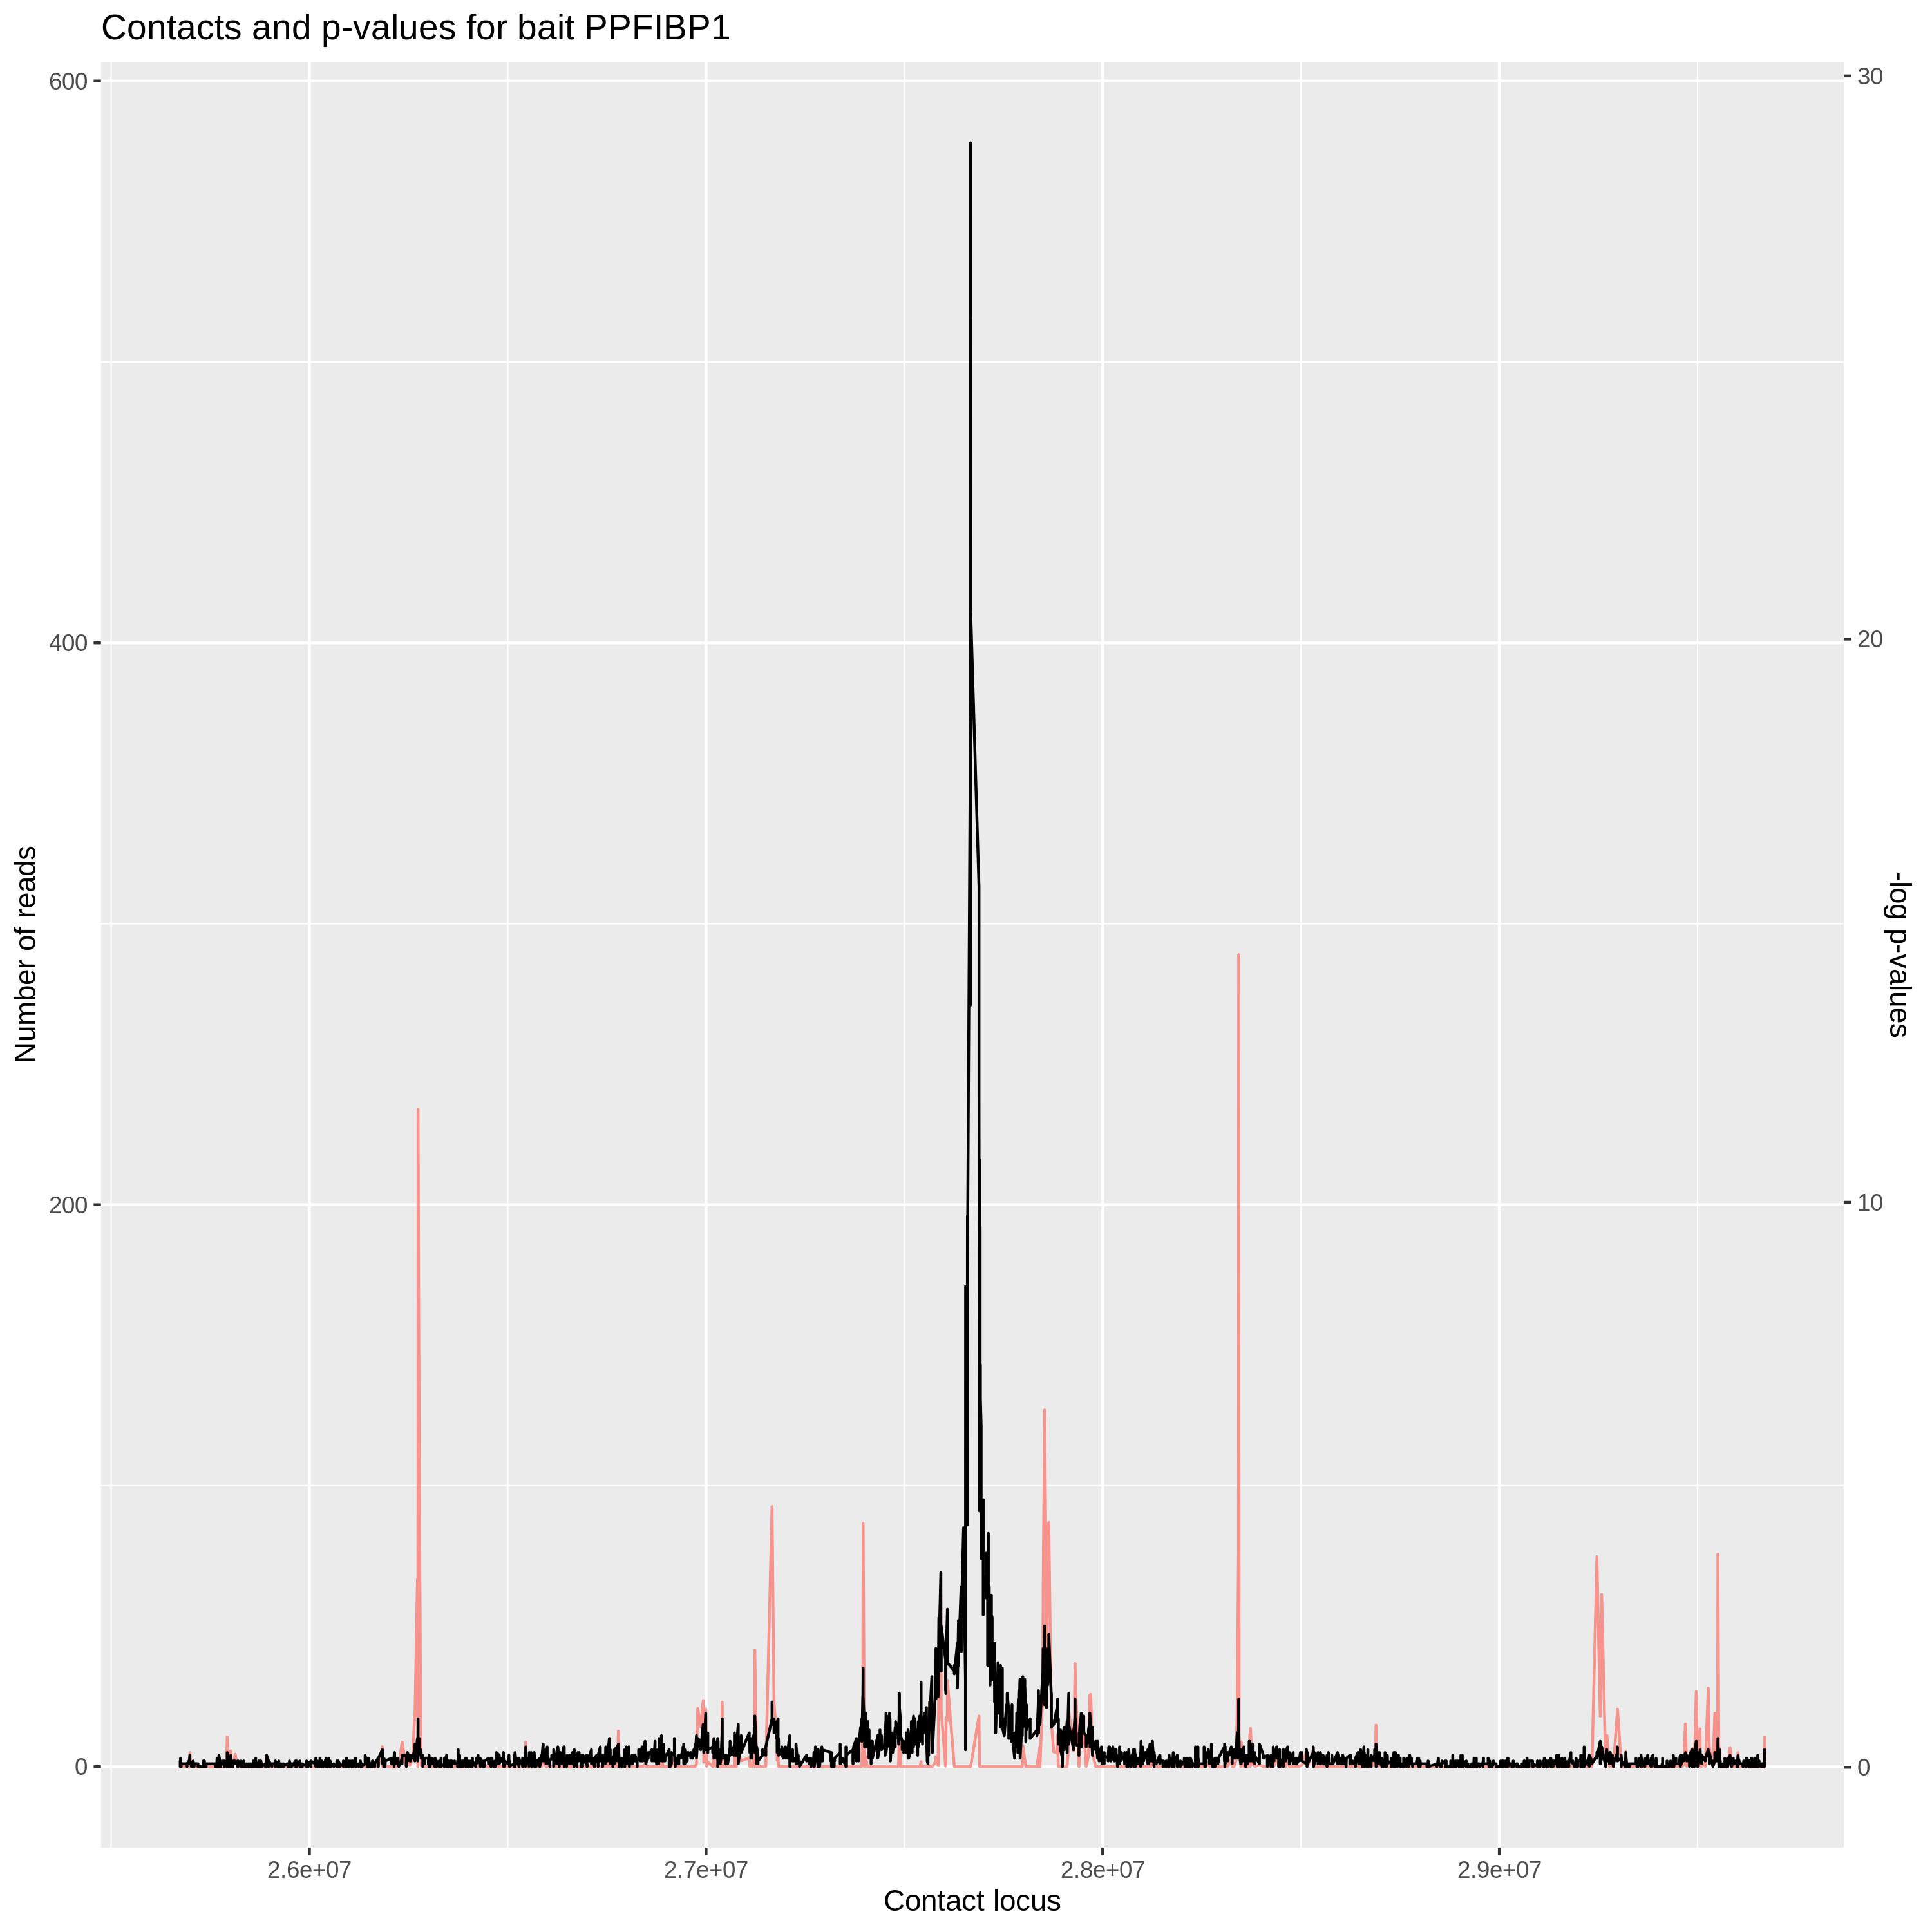 Contacts and p-values for bait PPFIBP1
600
400
200
0
30
20
10
0
Number of reads
-log p-values
2.6e+07
2.7e+07
2.8e+07
2.9e+07
Contact locus